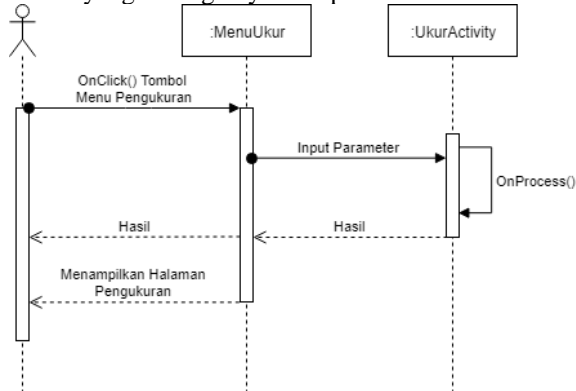 :MenuUkur
:UkurActivity
OnClick() Tombol
Menu Pengukuran
Input Parameter
OnProcess()
Hasil
Hasil
Menampilkan Halaman
Pengukuran